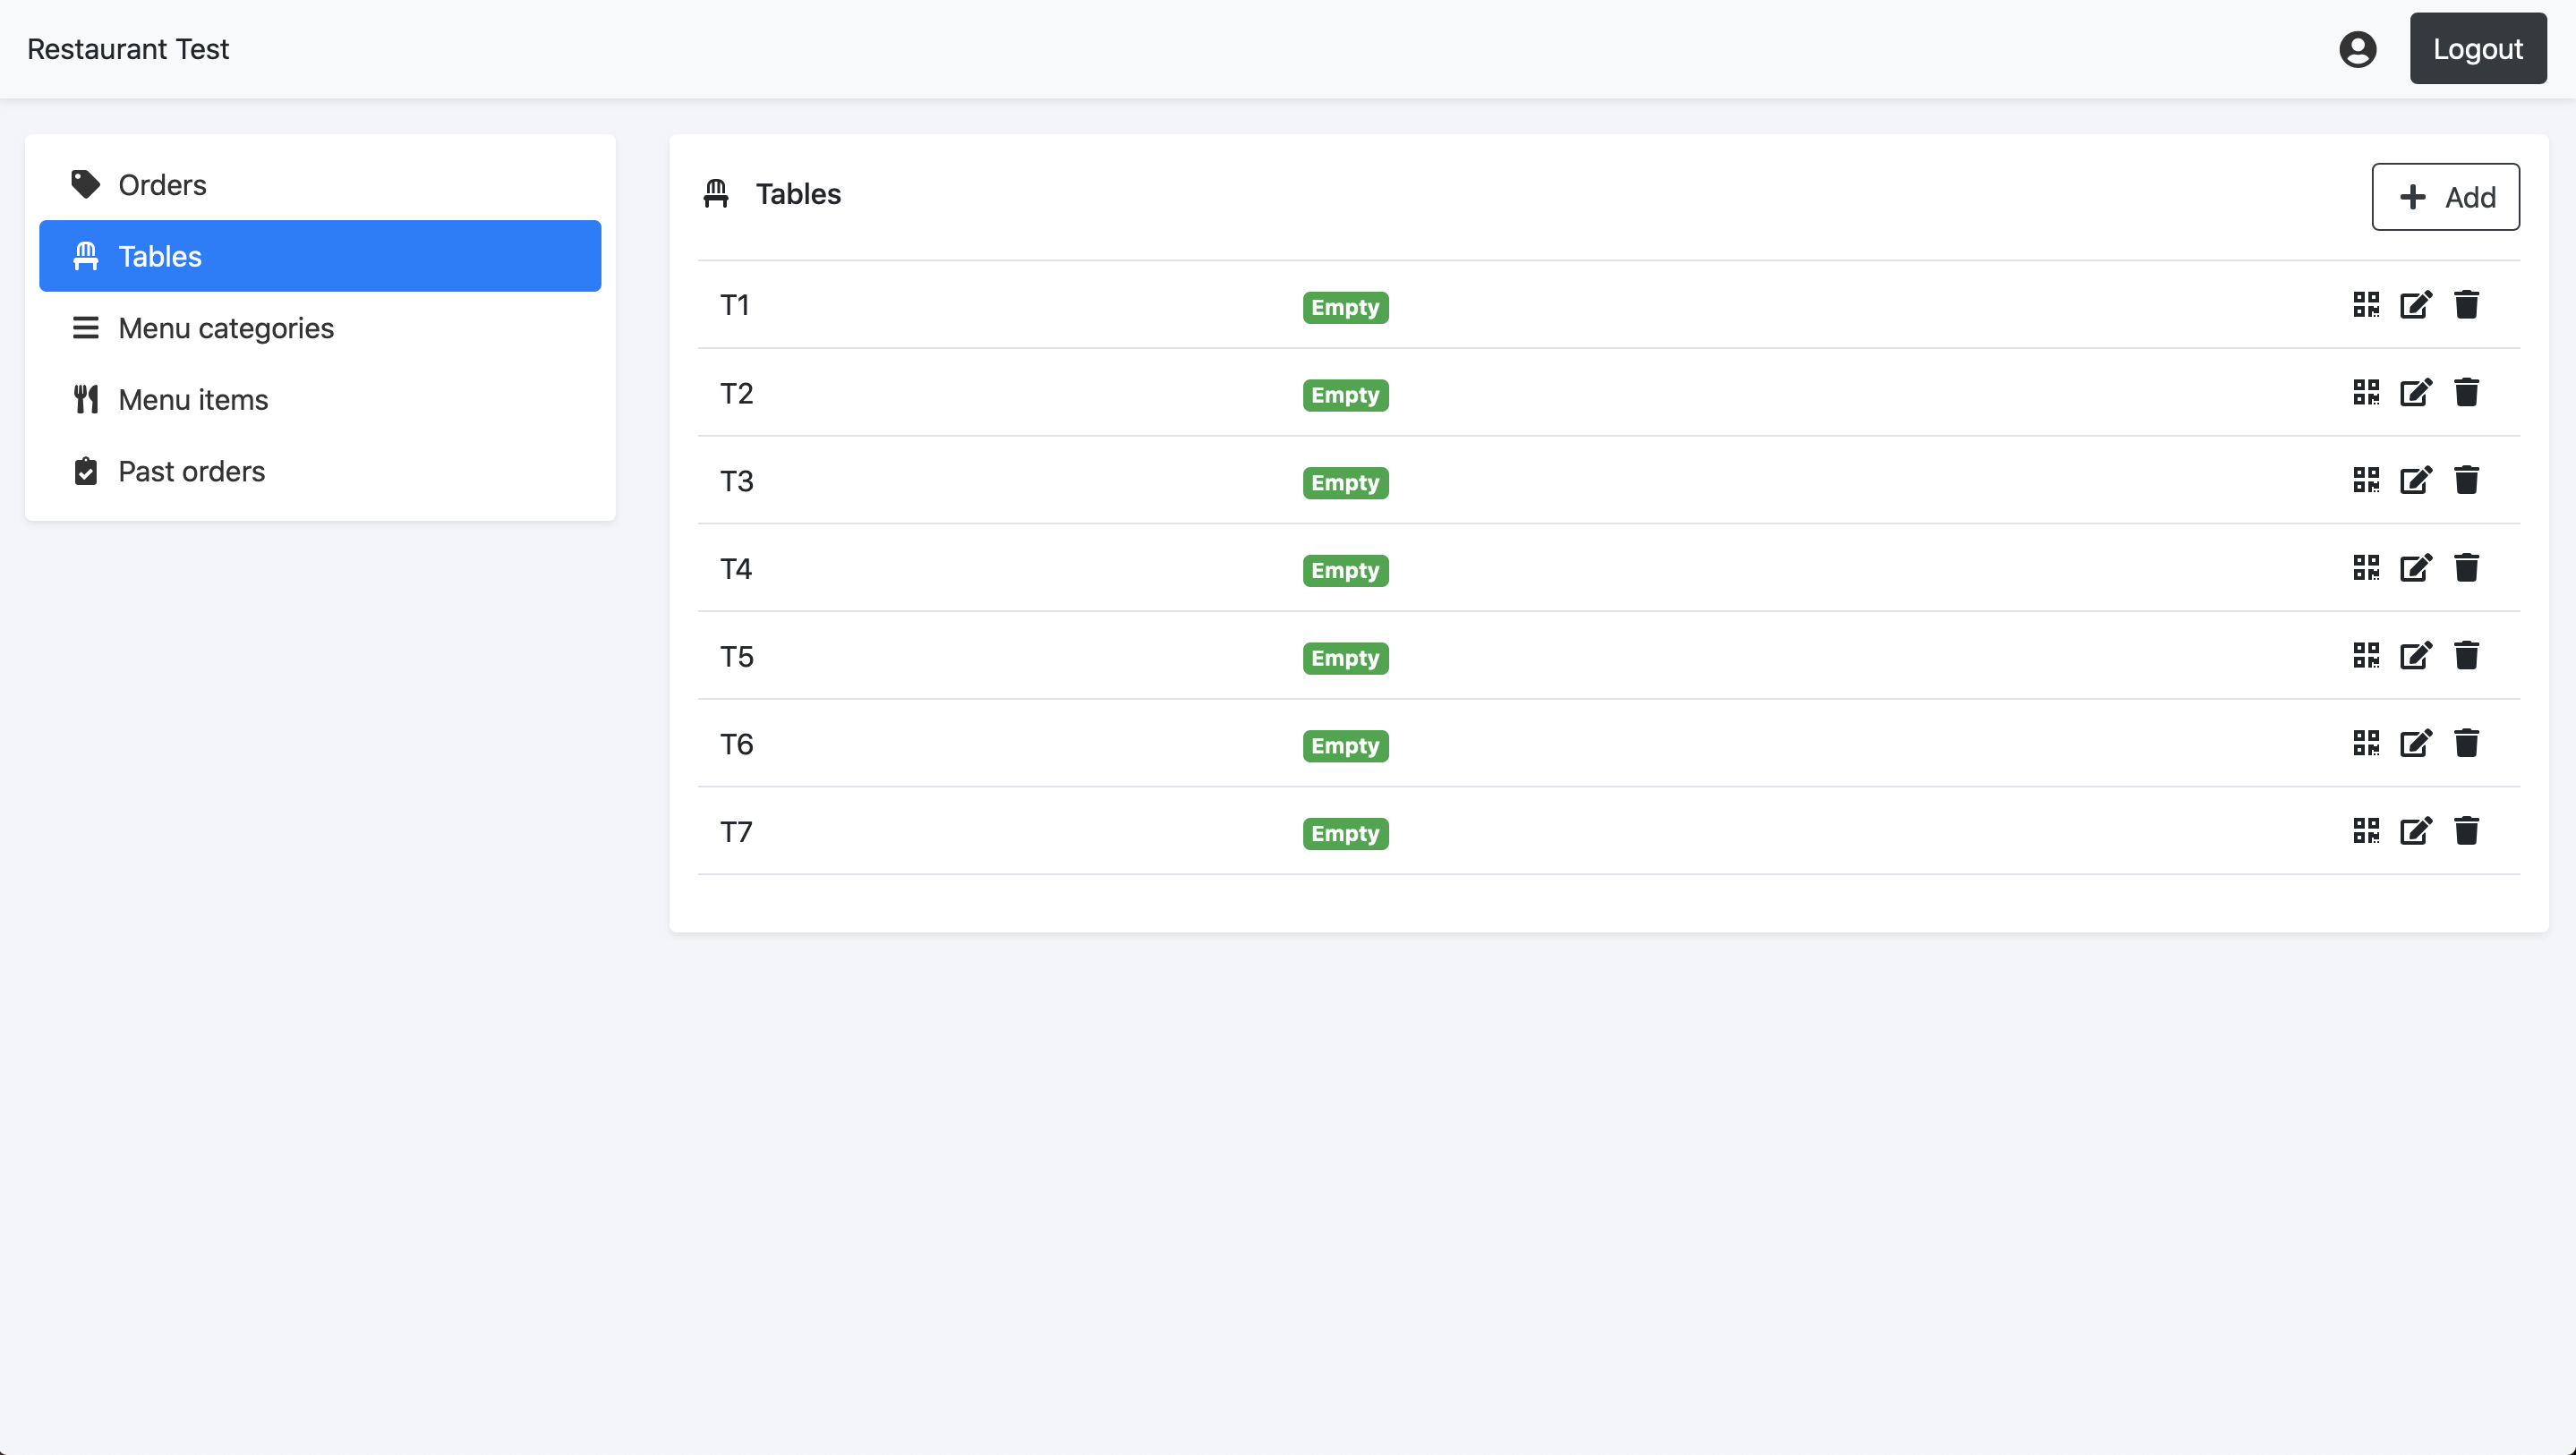 Restaurant Test
Logout
Orders
Tables
Menu categories
Menu items
Past orders
Tables
Add
T1 Empty
T2 Empty
T3 Empty
T4 Empty
T5 Empty
T6 Empty
T7 Empty